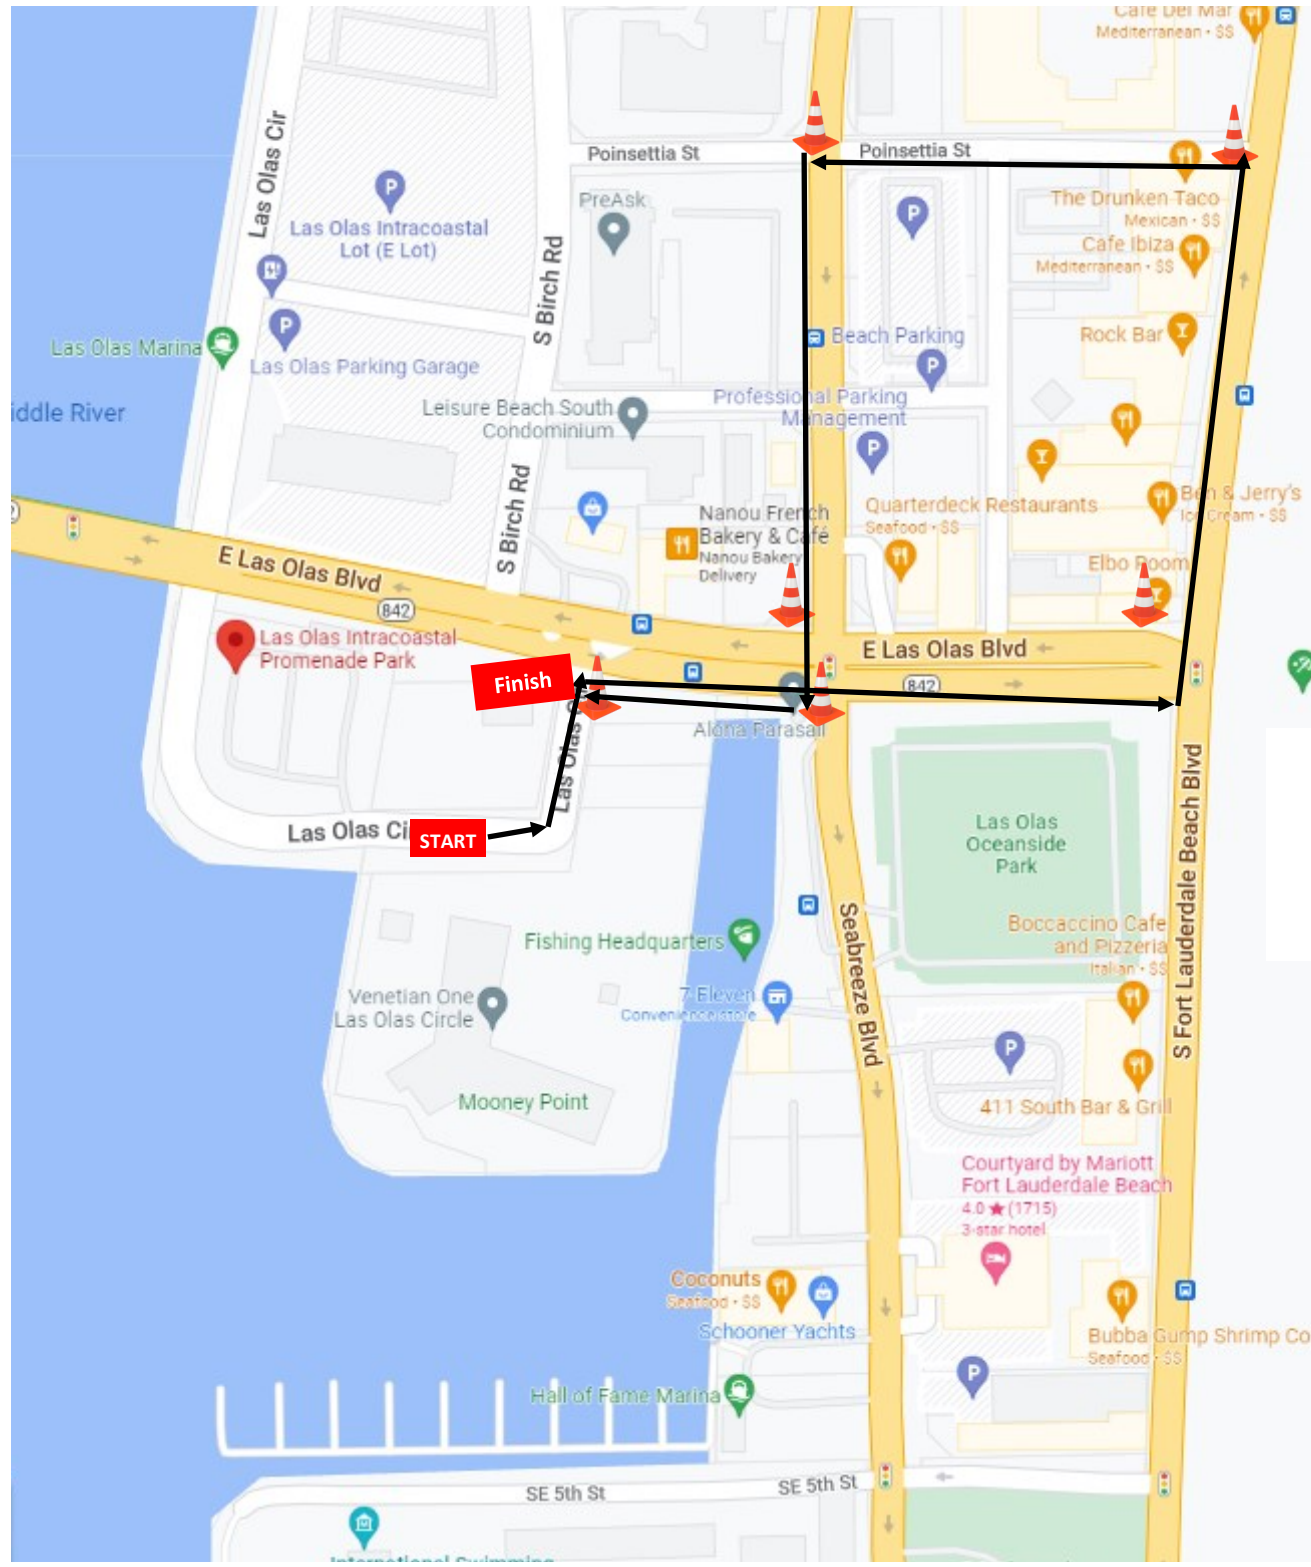 Cafe Del Mar
Mediterranean • $$
Las Olas Cir
Poinsettia St
Poinsettia St
P
Las Olas Intracoastal
Lot (E Lot)
PreAsk
P
The Drunken Taco
Mexican • $$
Cafe Ibiza
Mediterranean • $$
S Birch Rd
P
Las Olas Marina
Las Olas Parking Garage
Beach Parking
P
Rock Bar
iddle River
Leisure Beach South
Condominium
Professional Parking
Management
P
S Birch Rd
Nanou French
Bakery & Café
Nanou Bakery
Delivery
Quarterdeck Restaurants
Seafood • $$
Ben & Jerry's
Ice Cream • $$
Elbo Room
E Las Olas Blvd
842
Las Olas Intracoastal
Promenade Park
E Las Olas Blvd
842
Finish
Aloha Parasail
Las Olas
Las Olas Ci
START
Las Olas
Oceanside
Park
S Fort Lauderdale Beach Blvd
Seabreeze Blvd
Fishing Headquarters
Boccaccino Cafe
and Pizzeria
Italian • $$
7-Eleven
Convenience store
Venetian One
Las Olas Circle
P
Mooney Point
411 South Bar & Grill
Courtyard by Mariott
Fort Lauderdale Beach
4.0 ★ (1715)
3-star hotel
Coconuts
Seafood • $$
Schooner Yachts
Bubba Gump Shrimp Co
Seafood • $$
P
Hall of Fame Marina
SE 5th St
SE 5th St
International Swimming